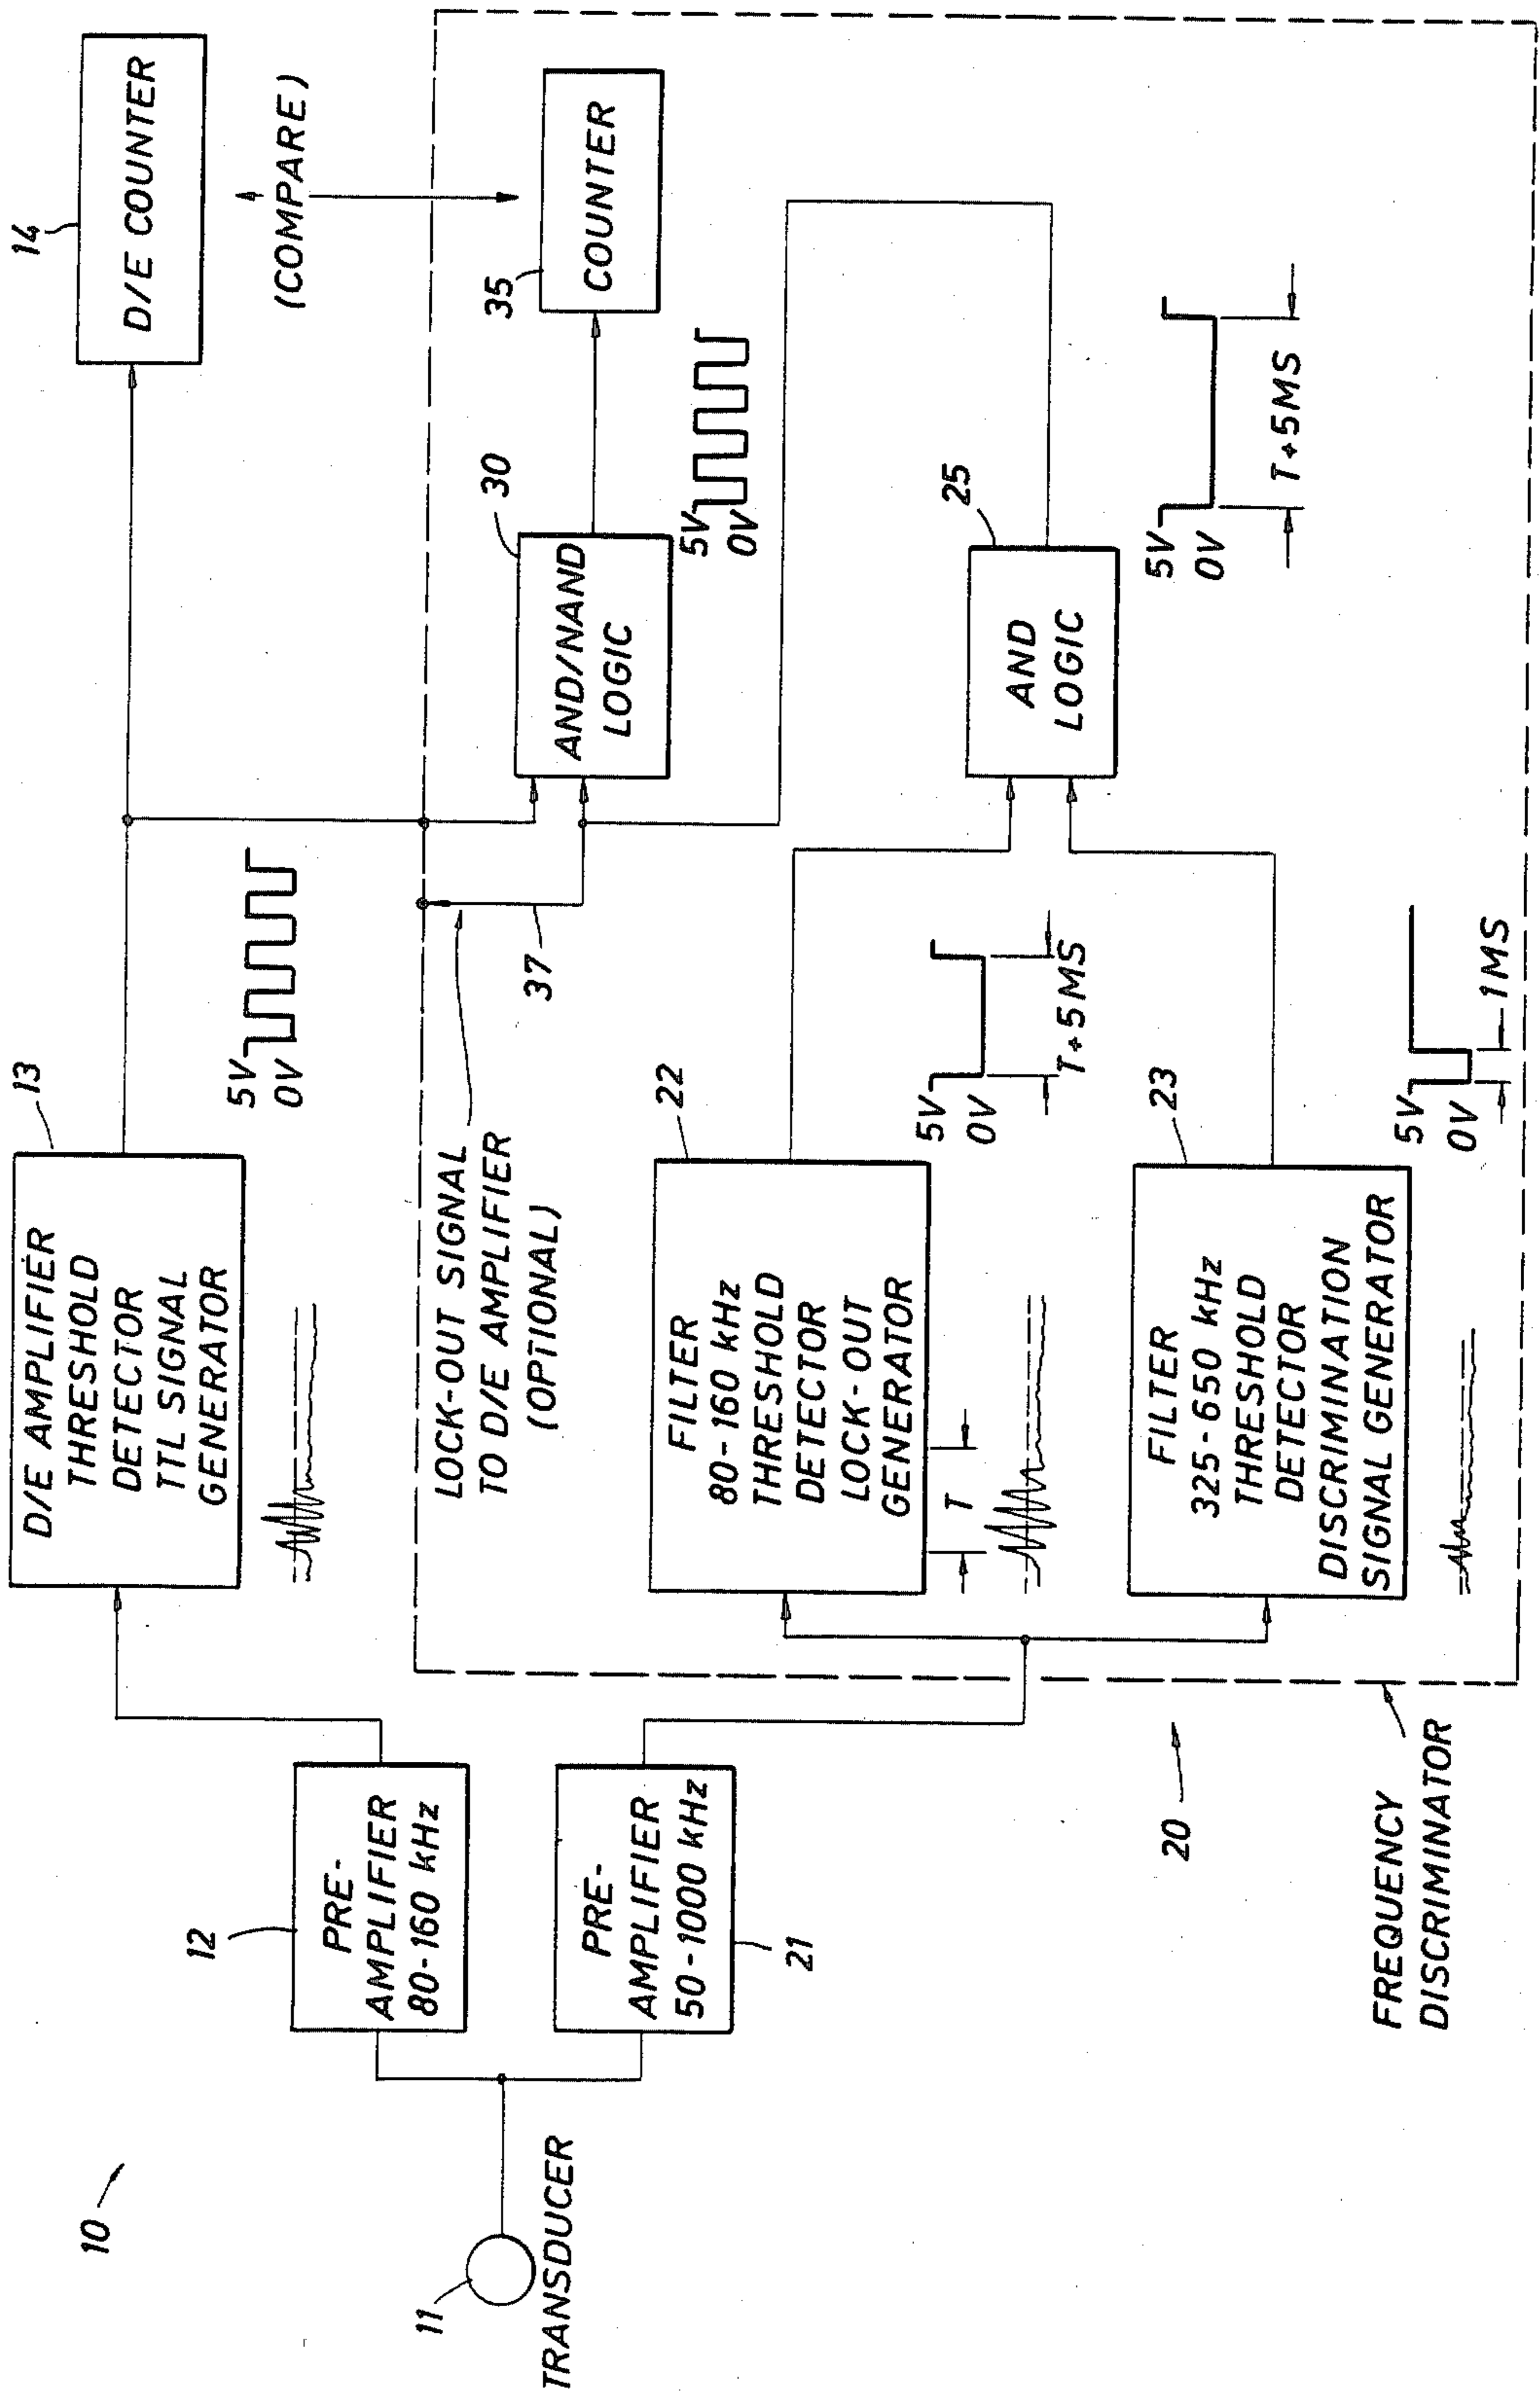 10
11
TRANSDUCER
12
PRE-
AMPLIFIER
80-160 kHz
PRE-
AMPLIFIER
50-1000 kHz
21
13
D/E AMPLIFIER
THRESHOLD
DETECTOR
TTL SIGNAL
GENERATOR
5V
0V
14
D/E COUNTER
(COMPARE)
LOCK-OUT SIGNAL
TO D/E AMPLIFIER
(OPTIONAL)
37
30
AND/NAND
LOGIC
5V
0V
35
COUNTER
22
FILTER
80-160 kHz
THRESHOLD
DETECTOR
LOCK-OUT
GENERATOR
T
5V
0V
T+5MS
23
FILTER
325-650 kHz
THRESHOLD
DETECTOR
DISCRIMINATION
SIGNAL GENERATOR
5V
0V
1MS
25
AND
LOGIC
5V
0V
T+5MS
20
FREQUENCY
DISCRIMINATOR